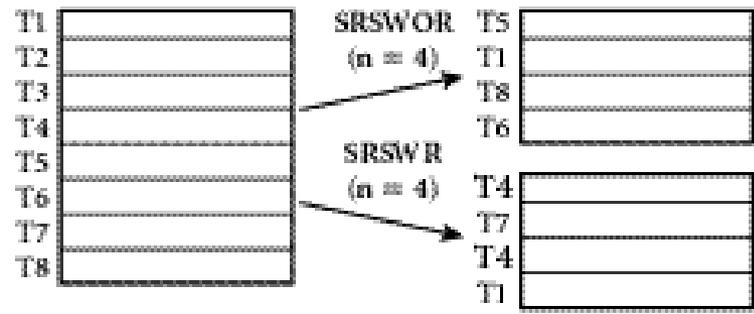 T1
T2
T3
T4
T5
T6
T7
T8
SRSWOR
(n = 4)
SRSWR
(n = 4)
T5
T1
T8
T6
T4
T7
T4
T1